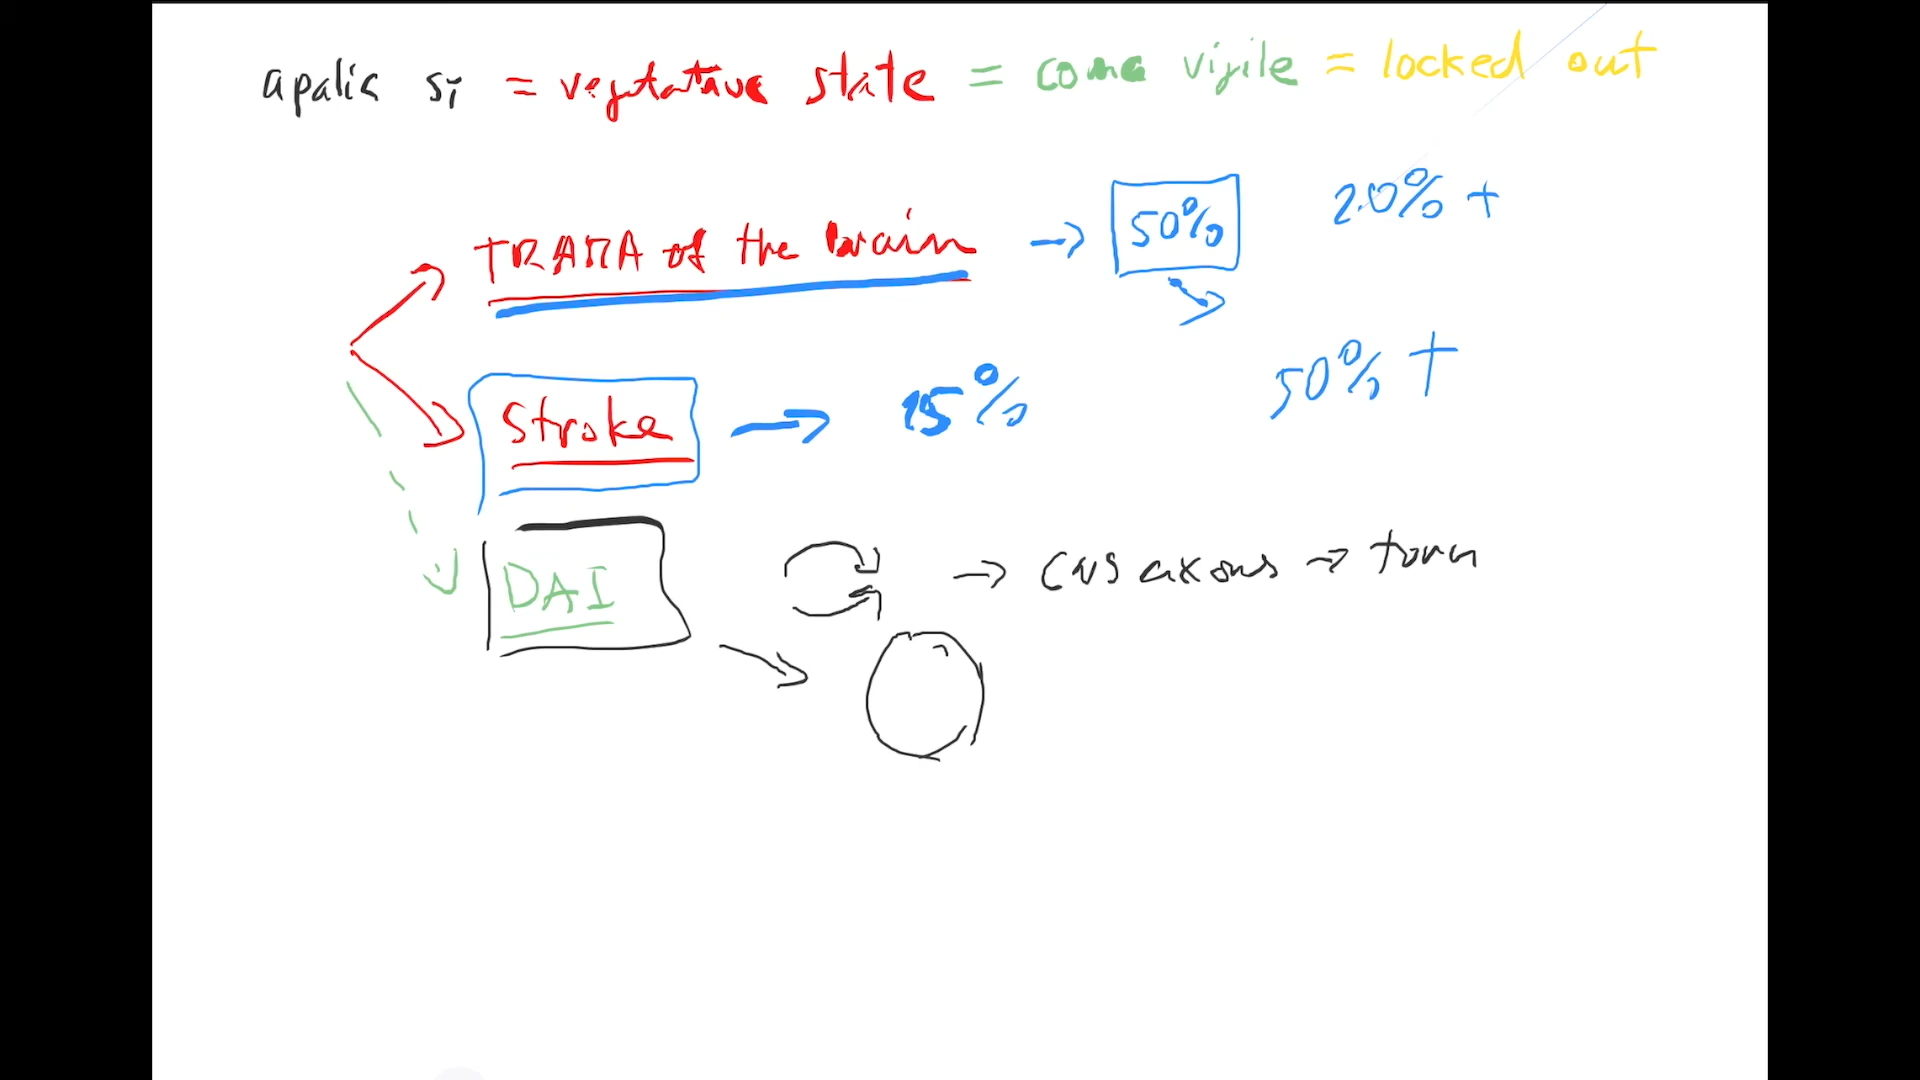 apalic sy = vegetative state = coma vigile = locked out
TRAMA of the brain → 50% 20% +
stroke → 15% 50% +
DAI → CNS axons → torn